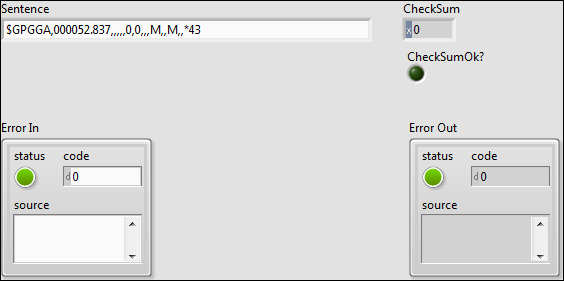 Sentence
CheckSum
$GPGGA,000052.837,,,,,0,0,,,M,,M,,*43
x0
CheckSumOk?
Error In
Error Out
status code
d 0
source
status code
d 0
source